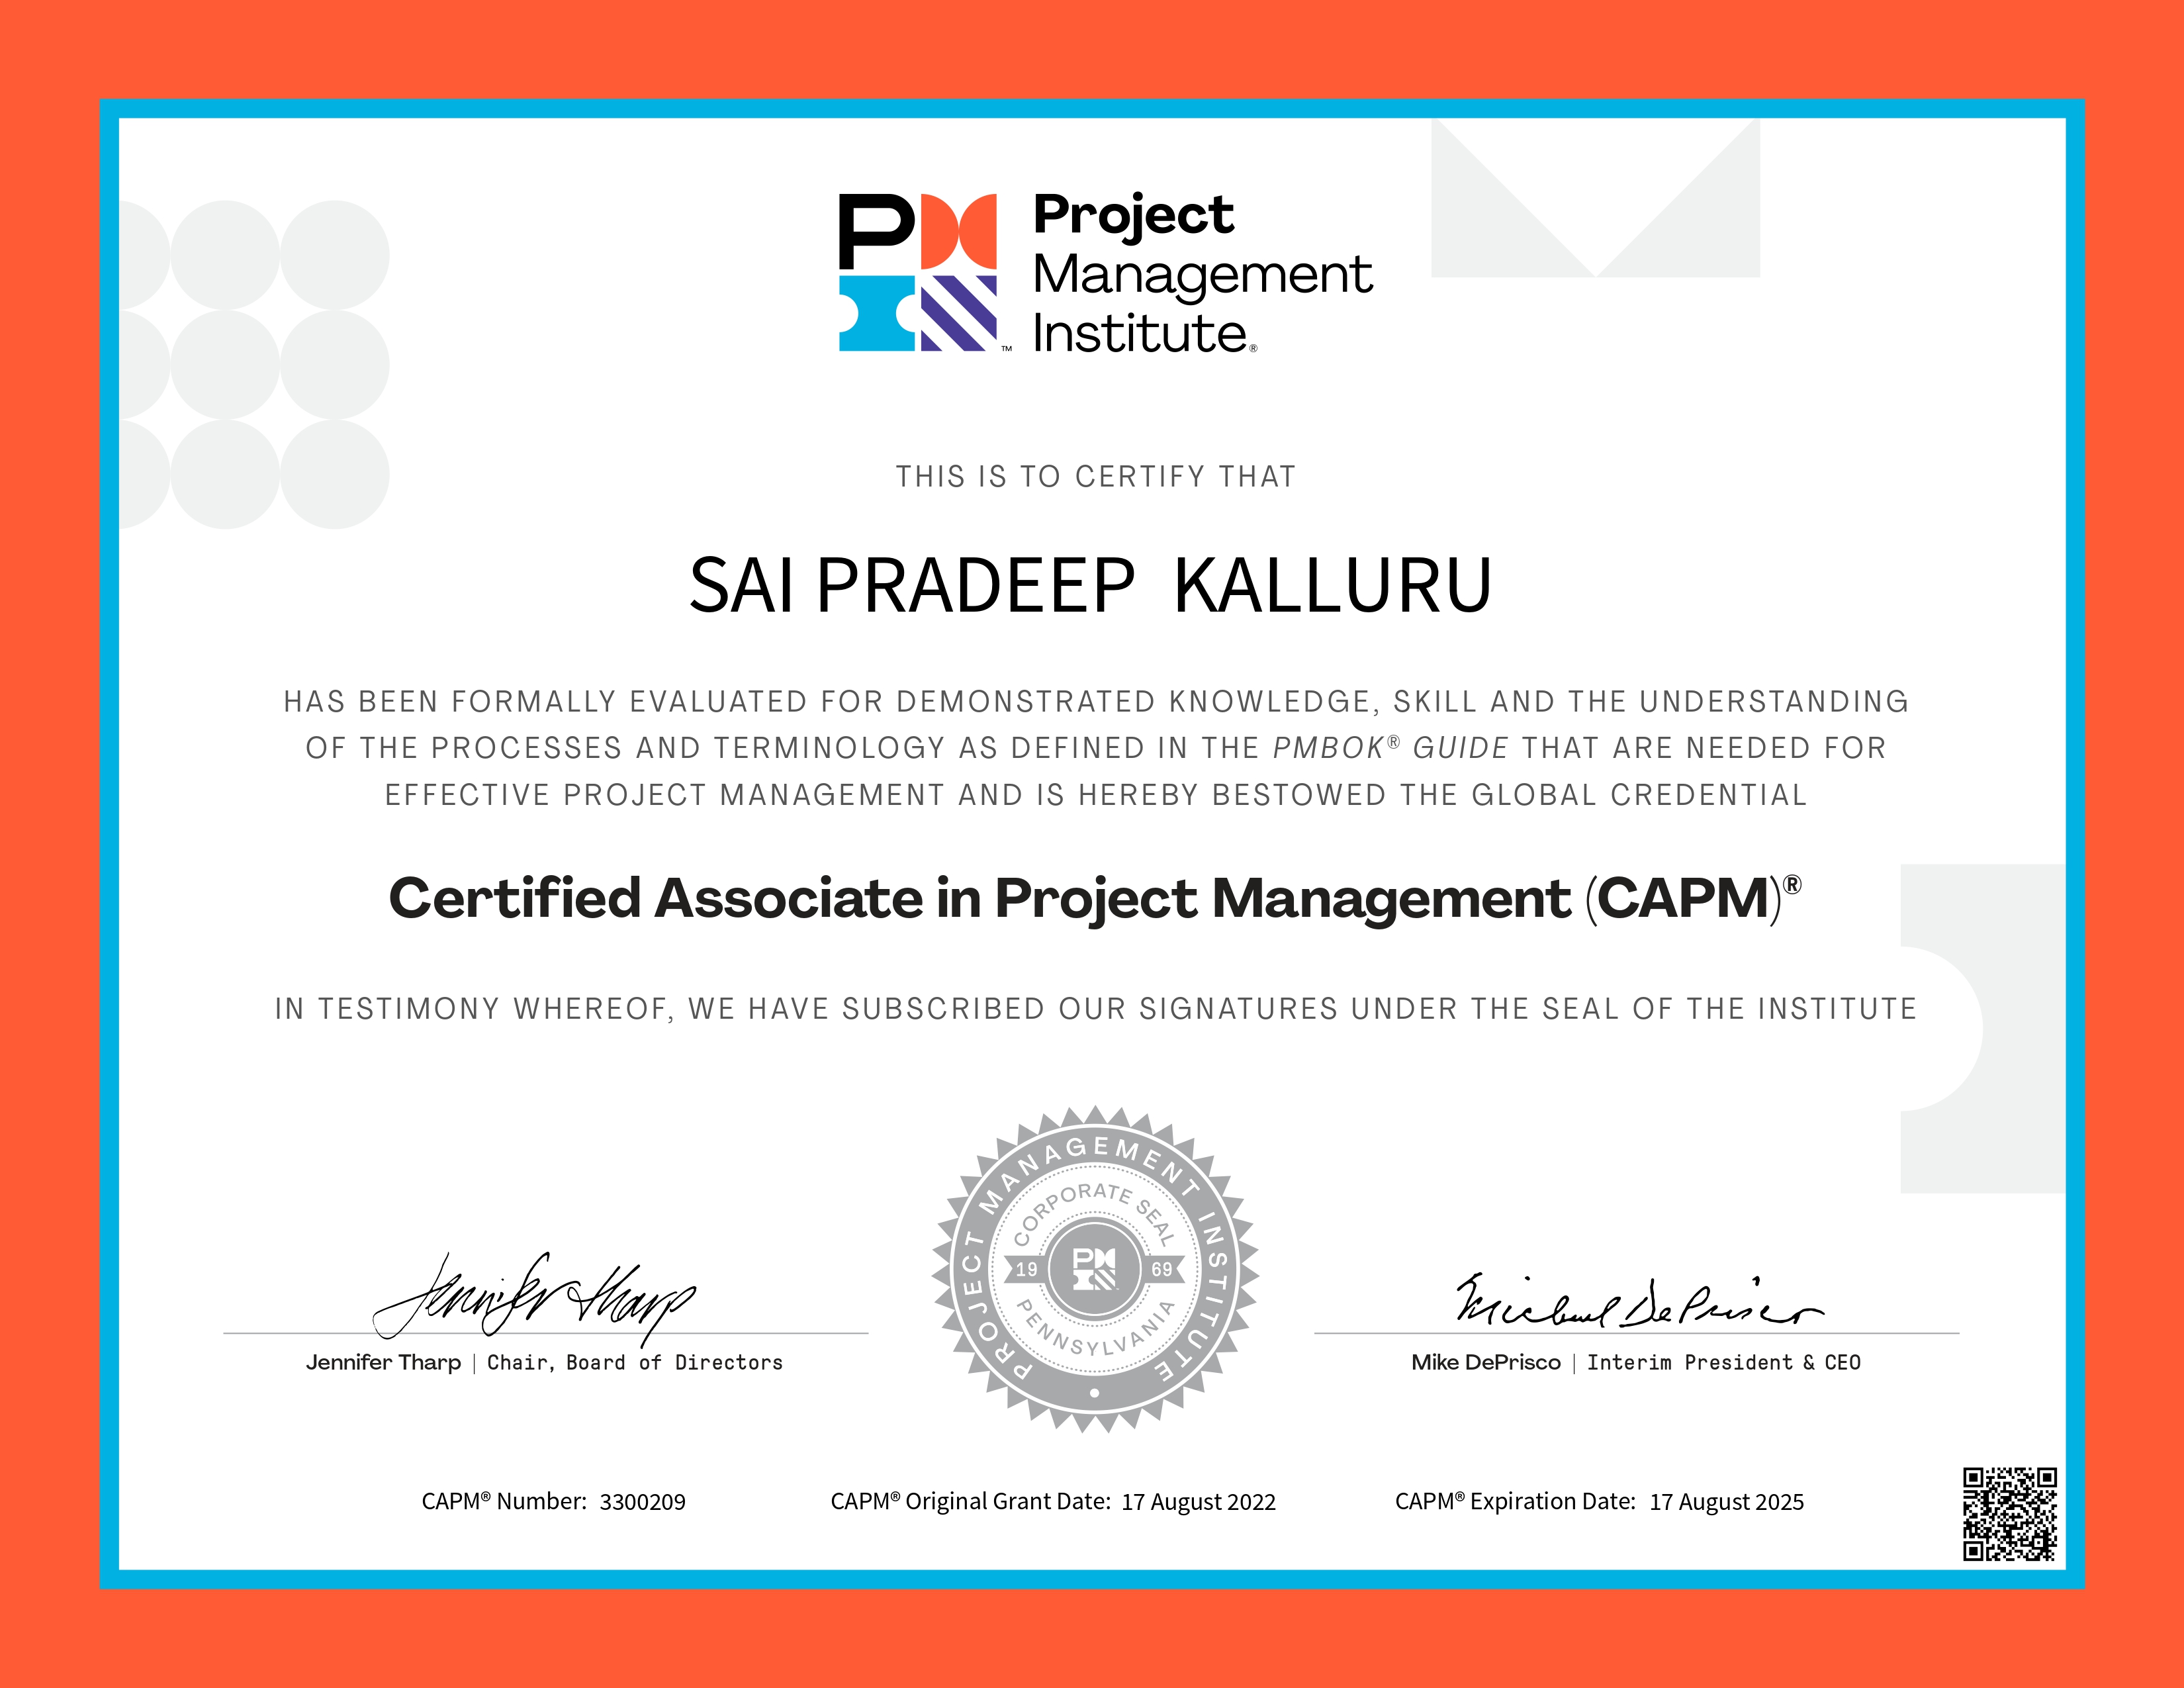 Project
Management
Institute®
TM
THIS IS TO CERTIFY THAT
SAI PRADEEP KALLURU
HAS BEEN FORMALLY EVALUATED FOR DEMONSTRATED KNOWLEDGE, SKILL AND THE UNDERSTANDING
OF THE PROCESSES AND TERMINOLOGY AS DEFINED IN THE PMBOK® GUIDE THAT ARE NEEDED FOR
EFFECTIVE PROJECT MANAGEMENT AND IS HEREBY BESTOWED THE GLOBAL CREDENTIAL
Certified Associate in Project Management (CAPM)®
IN TESTIMONY WHEREOF, WE HAVE SUBSCRIBED OUR SIGNATURES UNDER THE SEAL OF THE INSTITUTE
PROJECT MANAGEMENT INSTITUTE
CORPORATE SEAL
19 69
PENNSYLVANIA
Jennifer Tharp
Michael DePrisco
Jennifer Tharp | Chair, Board of Directors
Mike DePrisco | Interim President & CEO
CAPM® Number: 3300209
CAPM® Original Grant Date: 17 August 2022
CAPM® Expiration Date: 17 August 2025